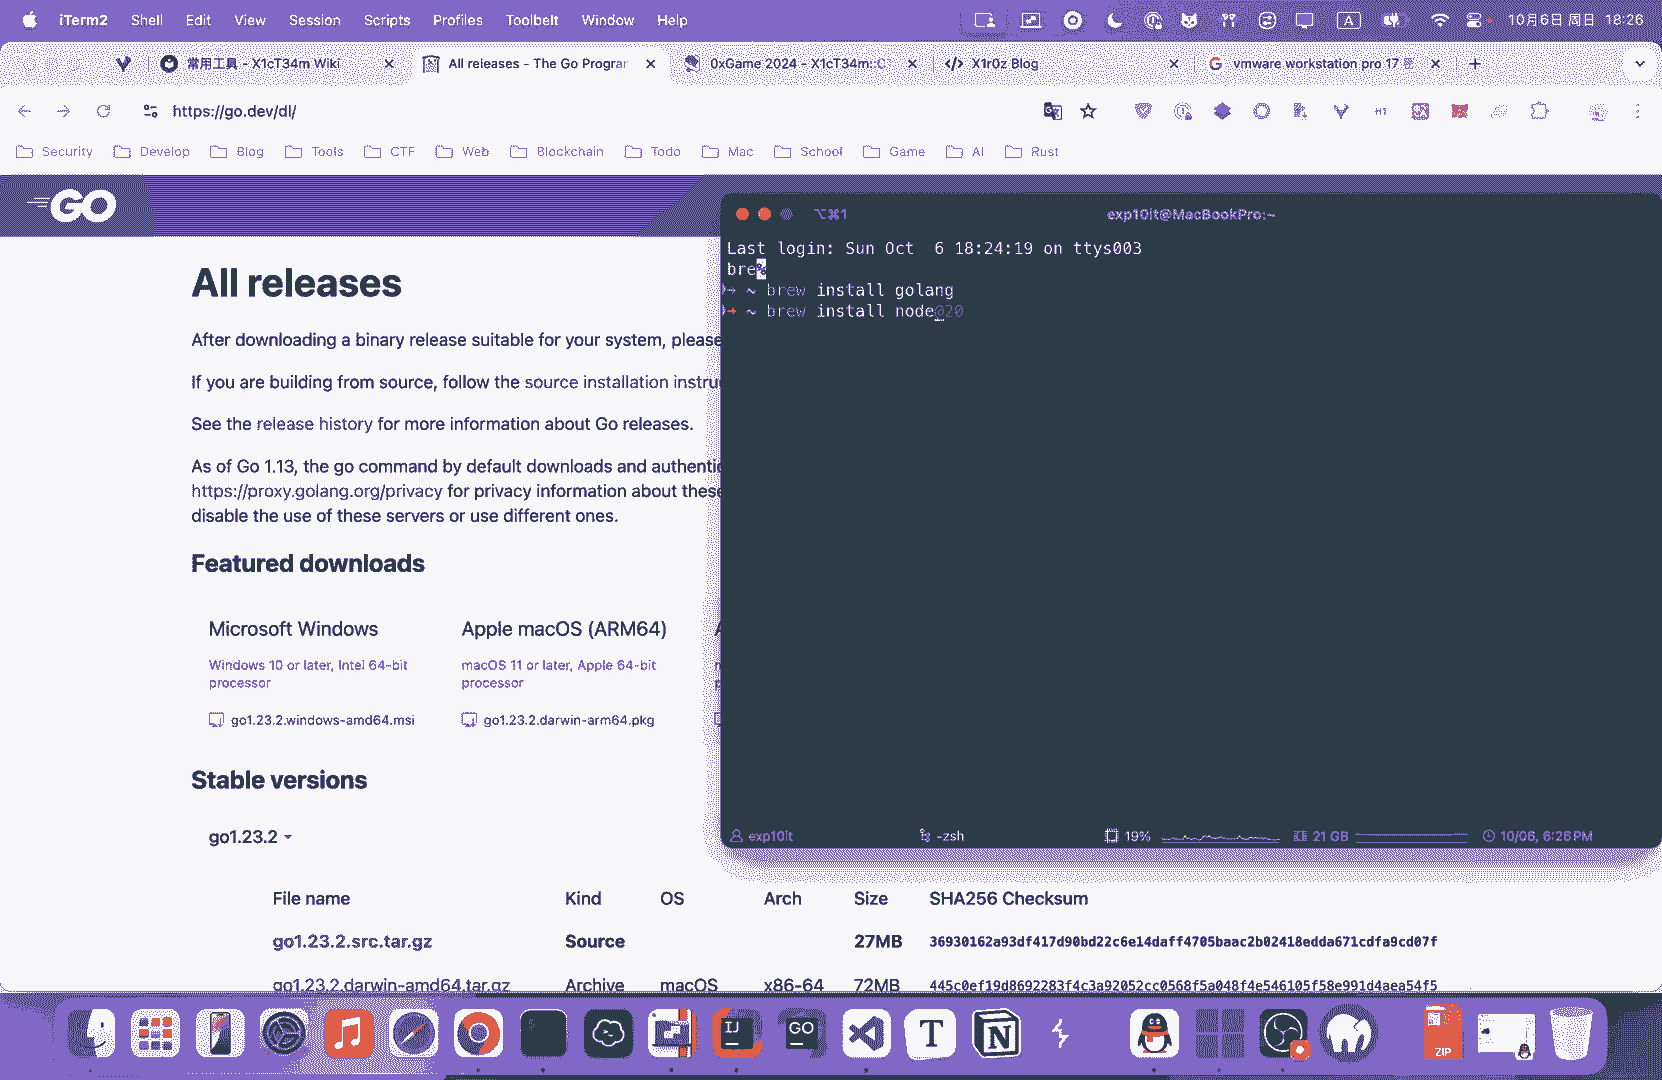 iTerm2 Shell Edit View Session Scripts Profiles Toolbelt Window Help A 10月6日 周日 18:26
常用工具 - X1cT34m Wiki All releases - The Go Progra 0xGame 2024 - X1cT34m::C X1r0z Blog vmware workstation pro 17
https://go.dev/dl/
Security Develop Blog Tools CTF Web Blockchain Todo Mac School Game AI Rust
GO
All releases
After downloading a binary release suitable for your system, please
If you are building from source, follow the source installation instru
See the release history for more information about Go releases.
As of Go 1.13, the go command by default downloads and authentic
https://proxy.golang.org/privacy for privacy information about these
disable the use of these servers or use different ones.
Featured downloads
Microsoft Windows
Windows 10 or later, Intel 64-bit
processor
go1.23.2.windows-amd64.msi
Apple macOS (ARM64)
macOS 11 or later, Apple 64-bit
processor
go1.23.2.darwin-arm64.pkg
Stable versions
go1.23.2
File name Kind OS Arch Size SHA256 Checksum
go1.23.2.src.tar.gz Source 27MB 36930162a93df417d90bd22c6e14daff4705baac2b02418edda671cdfa9cd07f
go1.23.2.darwin-amd64.tar.gz Archive macOS x86-64 72MB 445c0ef19d8692283f4c3a92052cc0568f5a048f4e546105f58e991d4aea54f5
⌥⌘1 exp10it@MacBookPro:~
Last login: Sun Oct 6 18:24:19 on ttys003
bre%
→ ~ brew install golang
→ ~ brew install node@20
exp10it -zsh 19% 21 GB 10/06, 6:26 PM
IJ GO T N ZIP